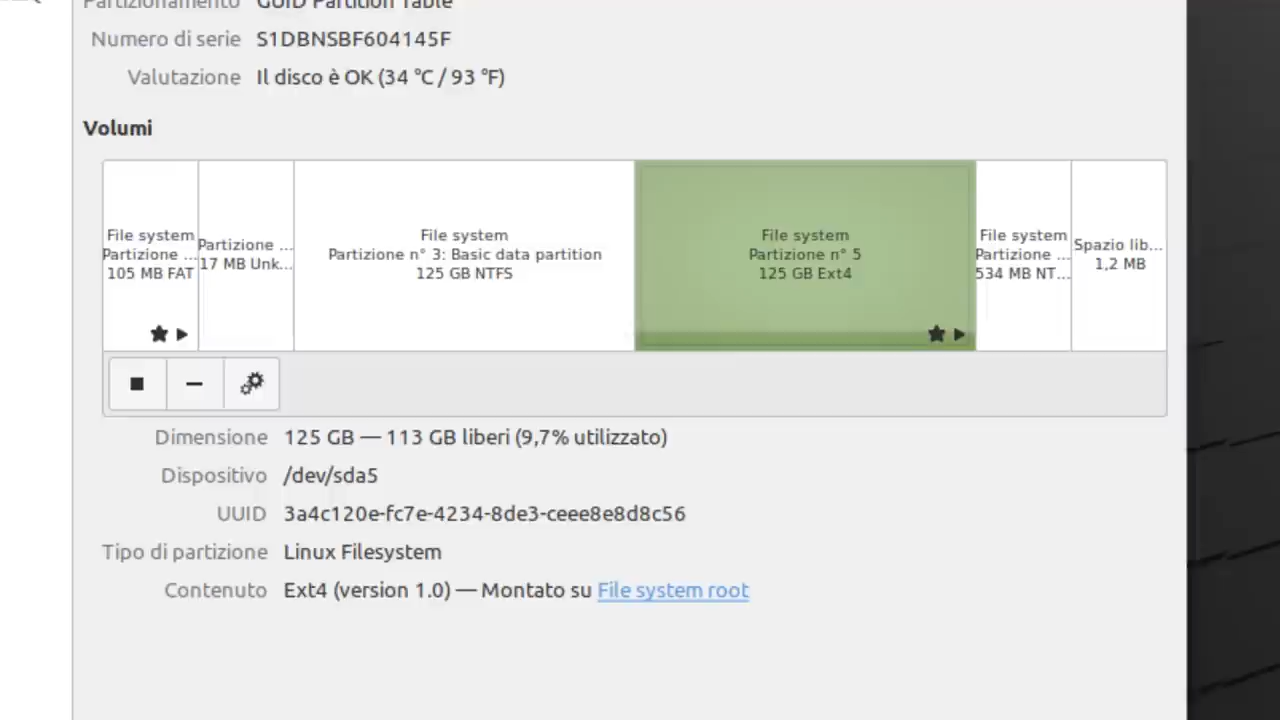 Partizionamento GUID Partition Table
Numero di serie S1DBNSBF604145F
Valutazione Il disco è OK (34 °C / 93 °F)
Volumi
File system
Partizione ...
105 MB FAT
Partizione ...
17 MB Unk...
File system
Partizione n° 3: Basic data partition
125 GB NTFS
File system
Partizione n° 5
125 GB Ext4
File system
Partizione ...
534 MB NT...
Spazio lib...
1,2 MB
Dimensione 125 GB — 113 GB liberi (9,7% utilizzato)
Dispositivo /dev/sda5
UUID 3a4c120e-fc7e-4234-8de3-ceee8e8d8c56
Tipo di partizione Linux Filesystem
Contenuto Ext4 (version 1.0) — Montato su File system root